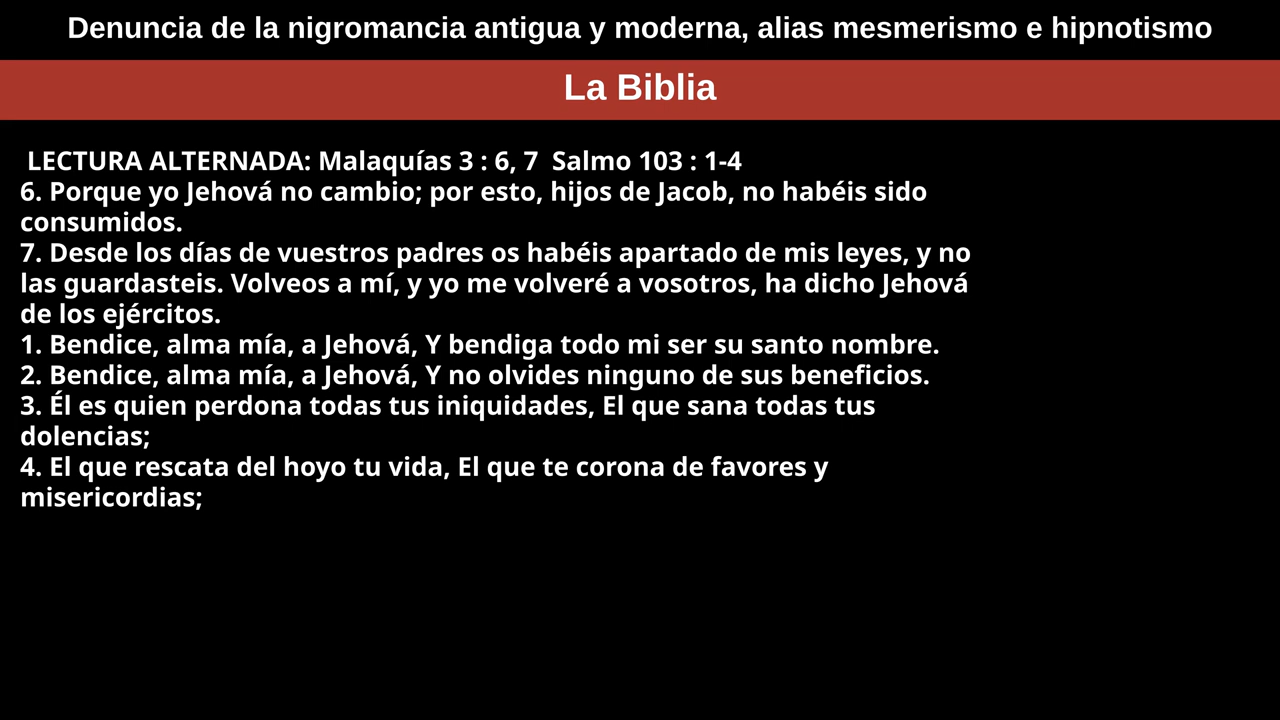 Denuncia de la nigromancia antigua y moderna, alias mesmerismo e hipnotismo
La Biblia
LECTURA ALTERNADA: Malaquías 3 : 6, 7  Salmo 103 : 1-4
6. Porque yo Jehová no cambio; por esto, hijos de Jacob, no habéis sido
consumidos.
7. Desde los días de vuestros padres os habéis apartado de mis leyes, y no
las guardasteis. Volveos a mí, y yo me volveré a vosotros, ha dicho Jehová
de los ejércitos.
1. Bendice, alma mía, a Jehová, Y bendiga todo mi ser su santo nombre.
2. Bendice, alma mía, a Jehová, Y no olvides ninguno de sus beneficios.
3. Él es quien perdona todas tus iniquidades, El que sana todas tus
dolencias;
4. El que rescata del hoyo tu vida, El que te corona de favores y
misericordias;